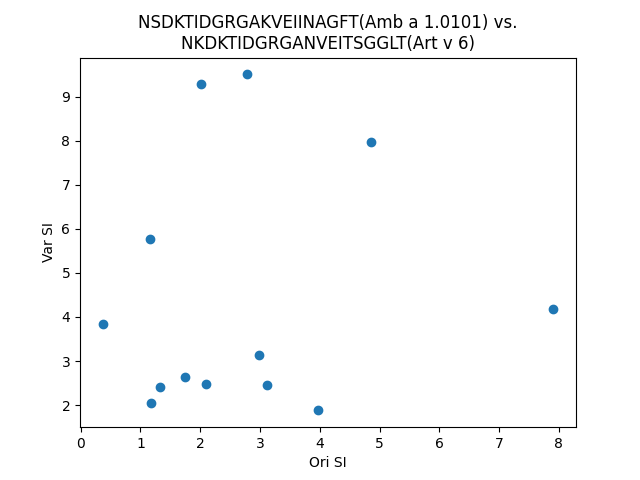 NSDKTIDGRGAKVEIINAGFT(Amb a 1.0101) vs.
NKDKTIDGRGANVEITSGGLT(Art v 6)
9
8
7
6
5
4
3
2
Var SI
0 1 2 3 4 5 6 7 8
Ori SI